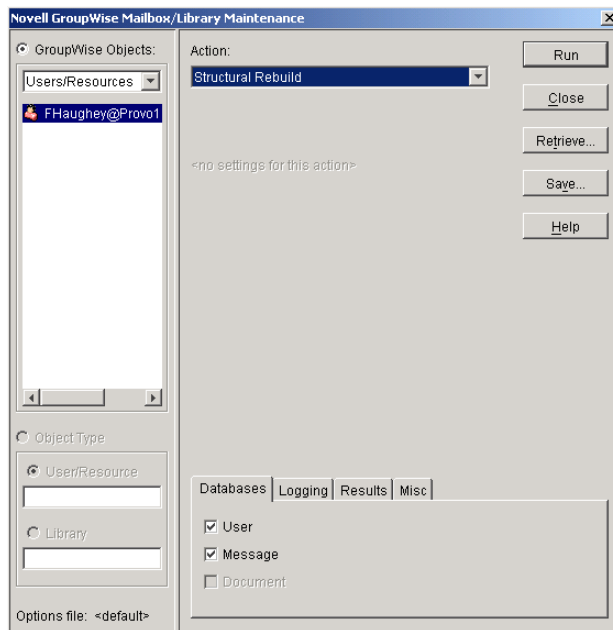 Novell GroupWise Mailbox/Library Maintenance
GroupWise Objects:
Users/Resources
FHaughey@Provo1
Object Type
User/Resource
Library
Options file: <default>
Action:
Structural Rebuild
<no settings for this action>
Databases Logging Results Misc
User
Message
Document
Run
Close
Retrieve...
Save...
Help